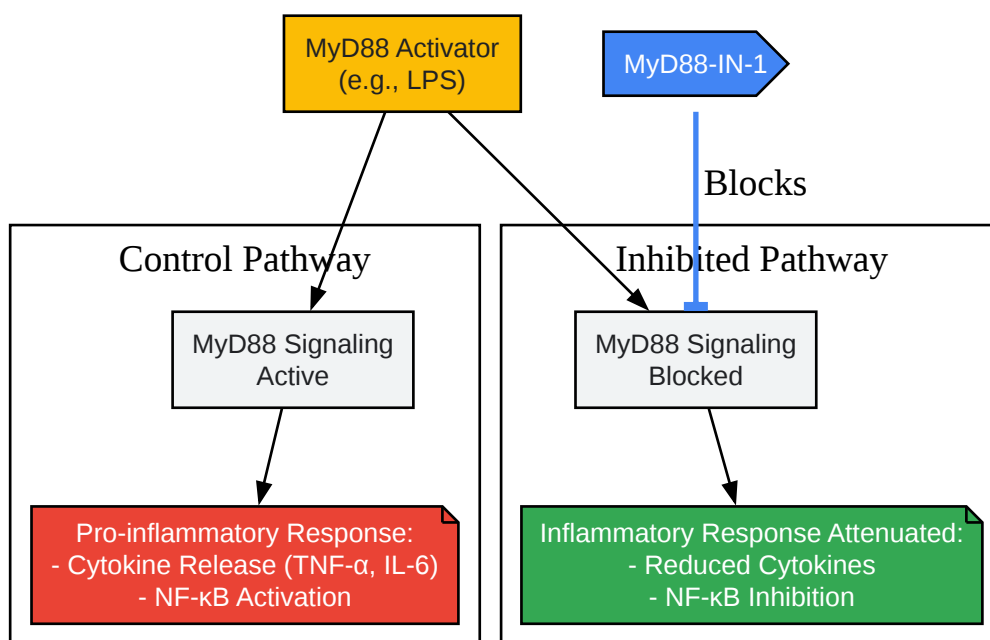 MyD88 Activator
(e.g., LPS)
MyD88-IN-1
Blocks
Control Pathway
Inhibited Pathway
MyD88 Signaling
Active
MyD88 Signaling
Blocked
Pro-inflammatory Response:
- Cytokine Release (TNF-α, IL-6)
- NF-κB Activation
Inflammatory Response Attenuated:
- Reduced Cytokines
- NF-κB Inhibition